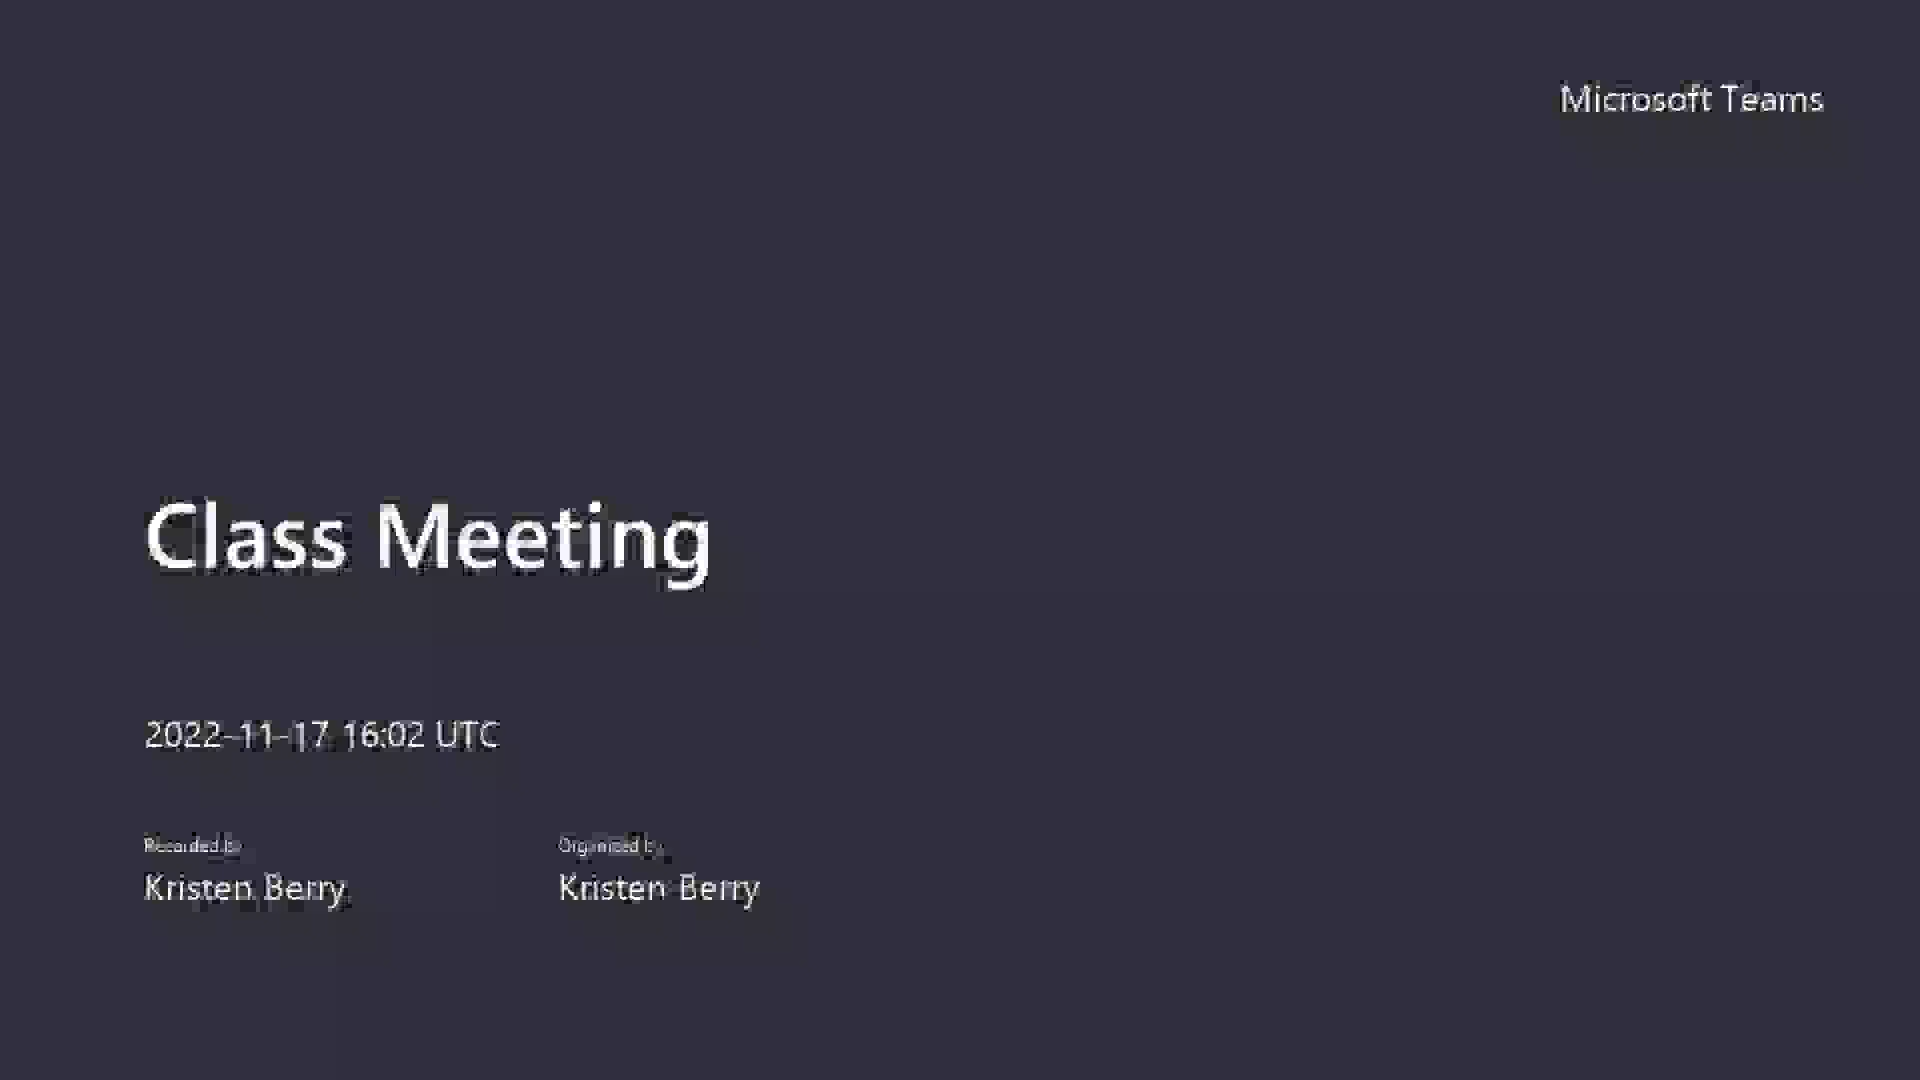 Microsoft Teams
Class Meeting
2022-11-17 16:02 UTC
Recorded by
Organized by
Kristen Berry
Kristen Berry